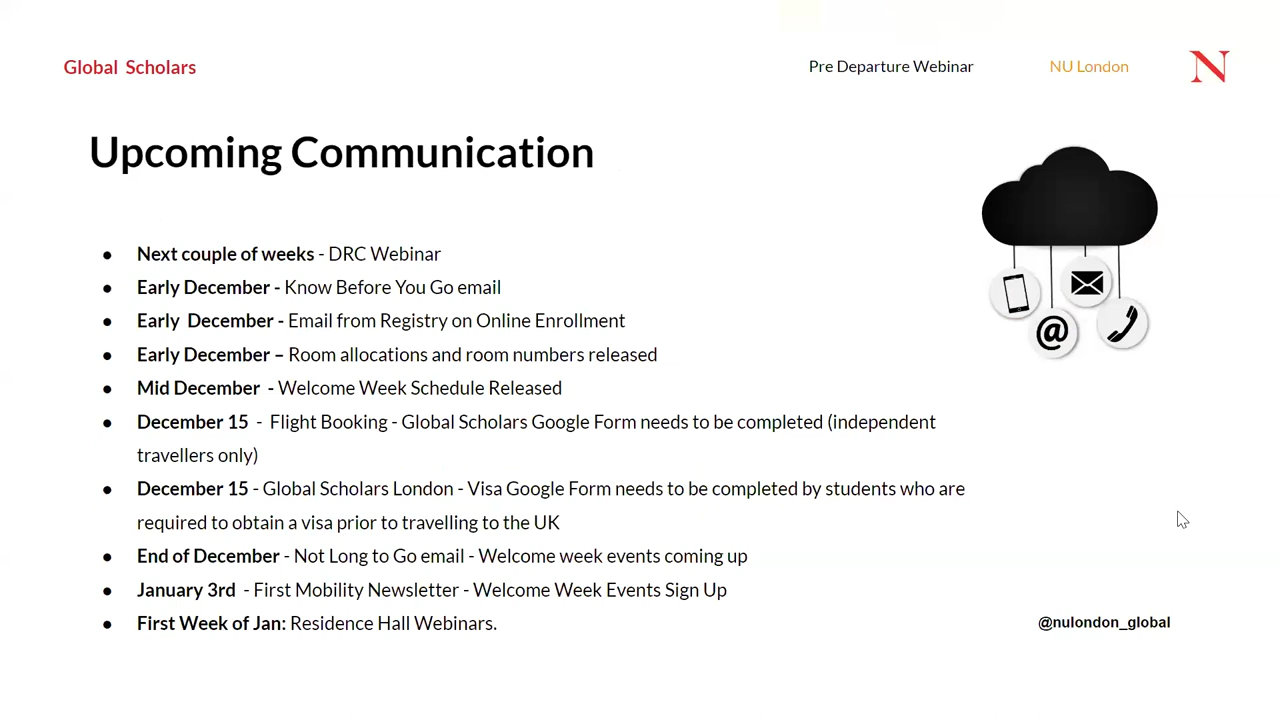 Global Scholars
Pre Departure Webinar
NU London
N
Upcoming Communication
● Next couple of weeks - DRC Webinar
● Early December - Know Before You Go email
● Early December - Email from Registry on Online Enrollment
● Early December – Room allocations and room numbers released
● Mid December - Welcome Week Schedule Released
● December 15 - Flight Booking - Global Scholars Google Form needs to be completed (independent
travellers only)
● December 15 - Global Scholars London - Visa Google Form needs to be completed by students who are
required to obtain a visa prior to travelling to the UK
● End of December - Not Long to Go email - Welcome week events coming up
● January 3rd - First Mobility Newsletter - Welcome Week Events Sign Up
● First Week of Jan: Residence Hall Webinars.
@
@nulondon_global